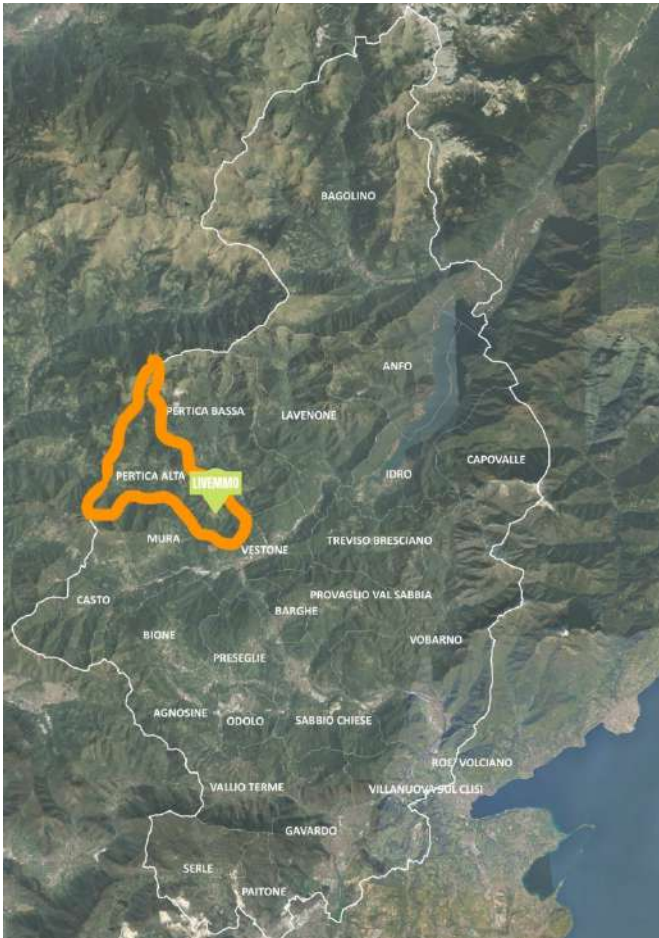 BAGOLINO
ANFO
PERTICA BASSA
LAVENONE
CAPOVALLE
PERTICA ALTA
LIVEMMO
IDRO
MURA
VESTONE
TREVISO BRESCIANO
CASTO
PROVAGLIO VAL SABBIA
BARGHE
BIONE
VOBARNO
PRESEGLIE
AGNOSINE
ODOLO
SABBIO CHIESE
ROE' VOLCIANO
VALLIO TERME
VILLANUOVA SUL CLISI
GAVARDO
SERLE
PAITONE